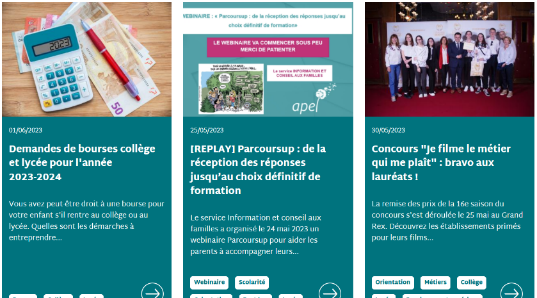 2023
01/06/2023
Demandes de bourses collège
et lycée pour l'année
2023-2024
Vous avez peut-être droit à une bourse pour
votre enfant s'il rentre au collège ou au
lycée. Quelles sont les démarches à
entreprendre...
WEBINAIRE : « Parcoursup : de la réception des réponses jusqu'au
choix définitif de formations
LE WEBINAIRE VA COMMENCER SOUS PEU
MERCI DE PATIENTER
Le service INFORMATION ET
CONSEIL AUX FAMILLES
apel
25/05/2023
[REPLAY] Parcoursup : de la
réception des réponses
jusqu'au choix définitif de
formation
Le service Information et conseil aux
familles a organisé le 24 mai 2023 un
webinaire Parcoursup pour aider les
parents à accompagner leurs...
Webinaire
Scolarité
30/05/2023
Concours "Je filme le métier
qui me plaît" : bravo aux
lauréats !
La remise des prix de la 16e saison du
concours s'est déroulée le 25 mai au Grand
Rex. Découvrez les établissements primés
pour leurs films...
Orientation
Métiers
Collège